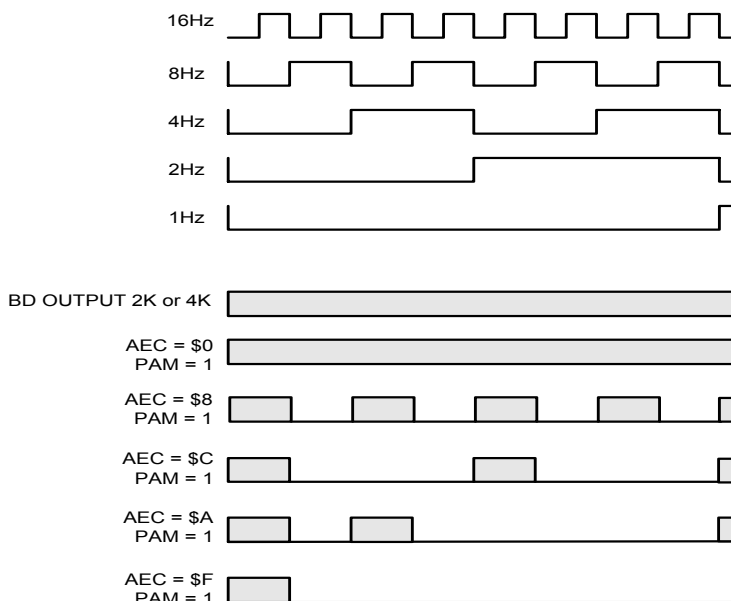 16Hz
8Hz
4Hz
2Hz
1Hz
BD OUTPUT 2K or 4K
AEC = $0
PAM = 1
AEC = $8
PAM = 1
AEC = $C
PAM = 1
AEC = $A
PAM = 1
AEC = $F
PAM = 1